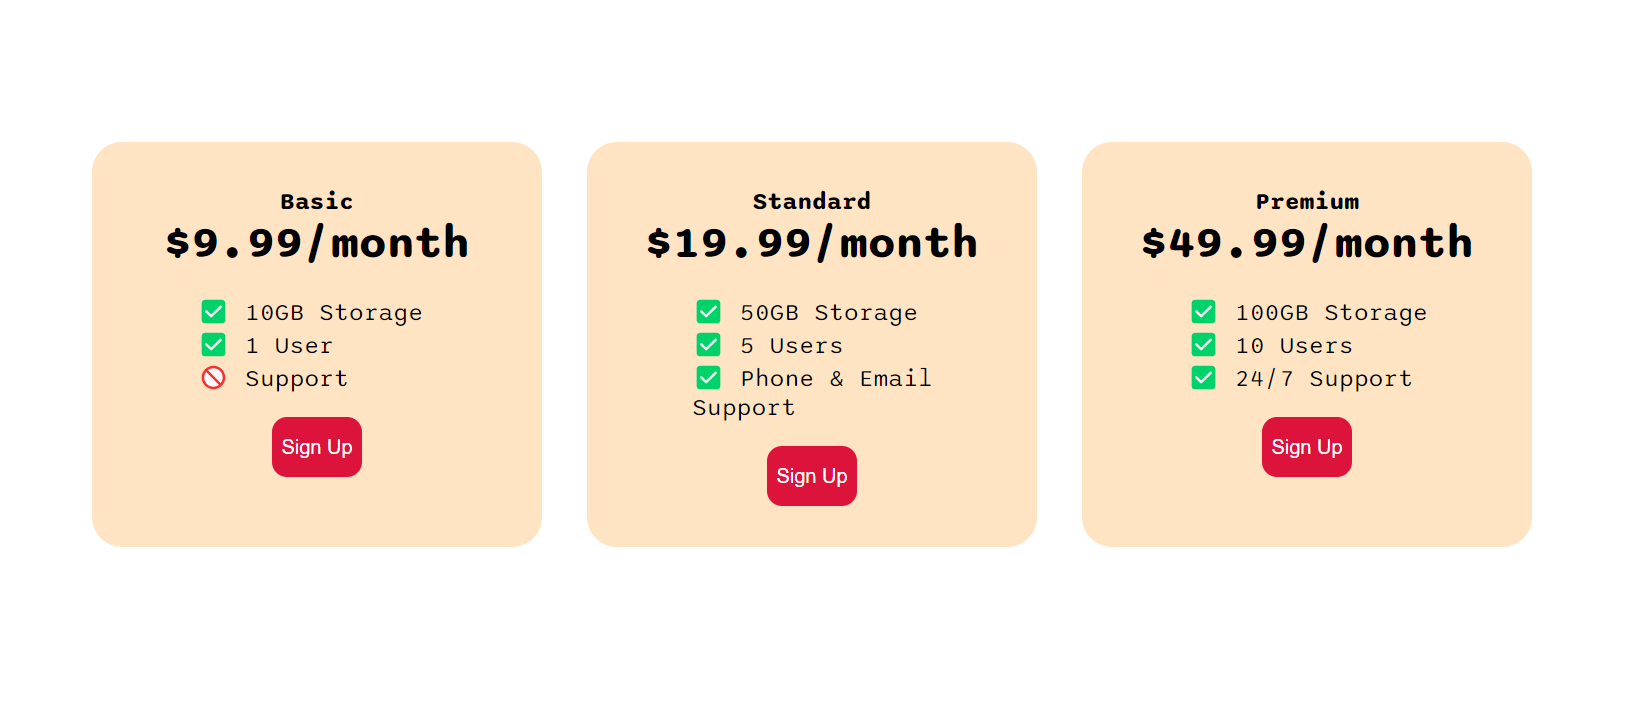 Basic
$9.99/month
✅ 10GB Storage
✅ 1 User
🚫 Support
Sign Up
Standard
$19.99/month
✅ 50GB Storage
✅ 5 Users
✅ Phone & Email
Support
Sign Up
Premium
$49.99/month
✅ 100GB Storage
✅ 10 Users
✅ 24/7 Support
Sign Up